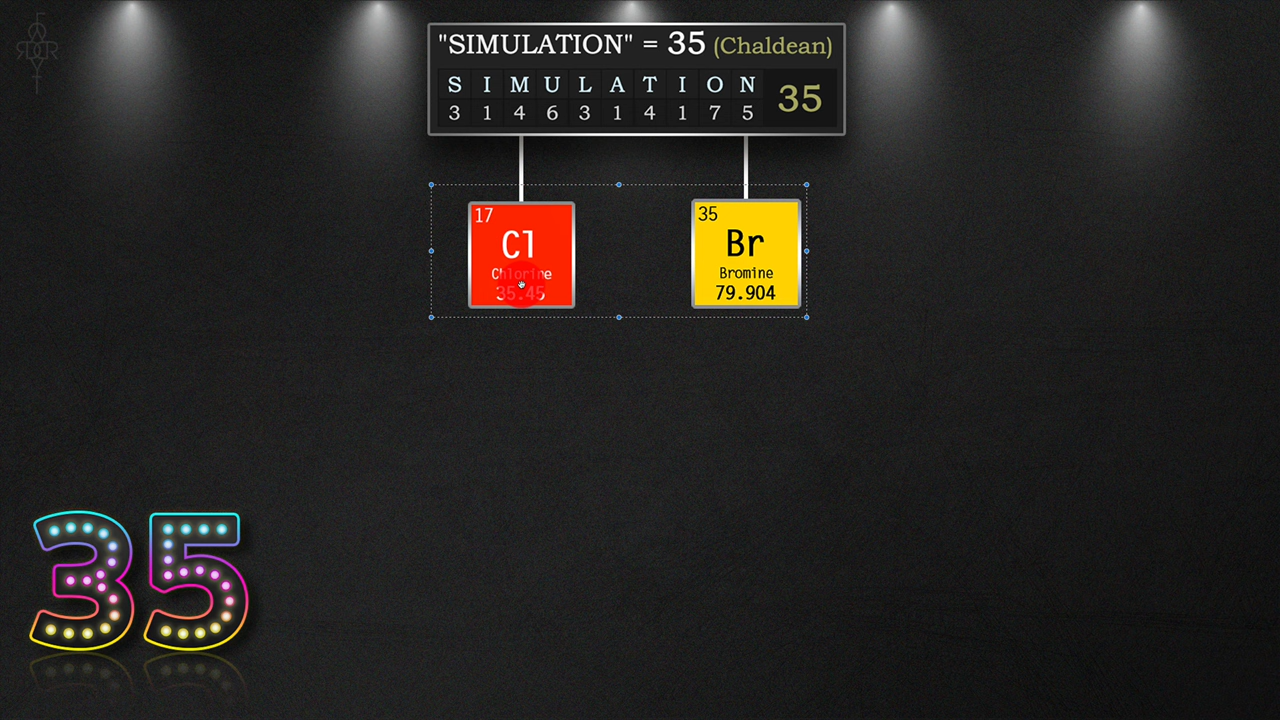 "SIMULATION" = 35 (Chaldean)
S I M U L A T I O N
3 1 4 6 3 1 4 1 7 5
35
17
Cl
Chlorine
35.45
35
Br
Bromine
79.904
35